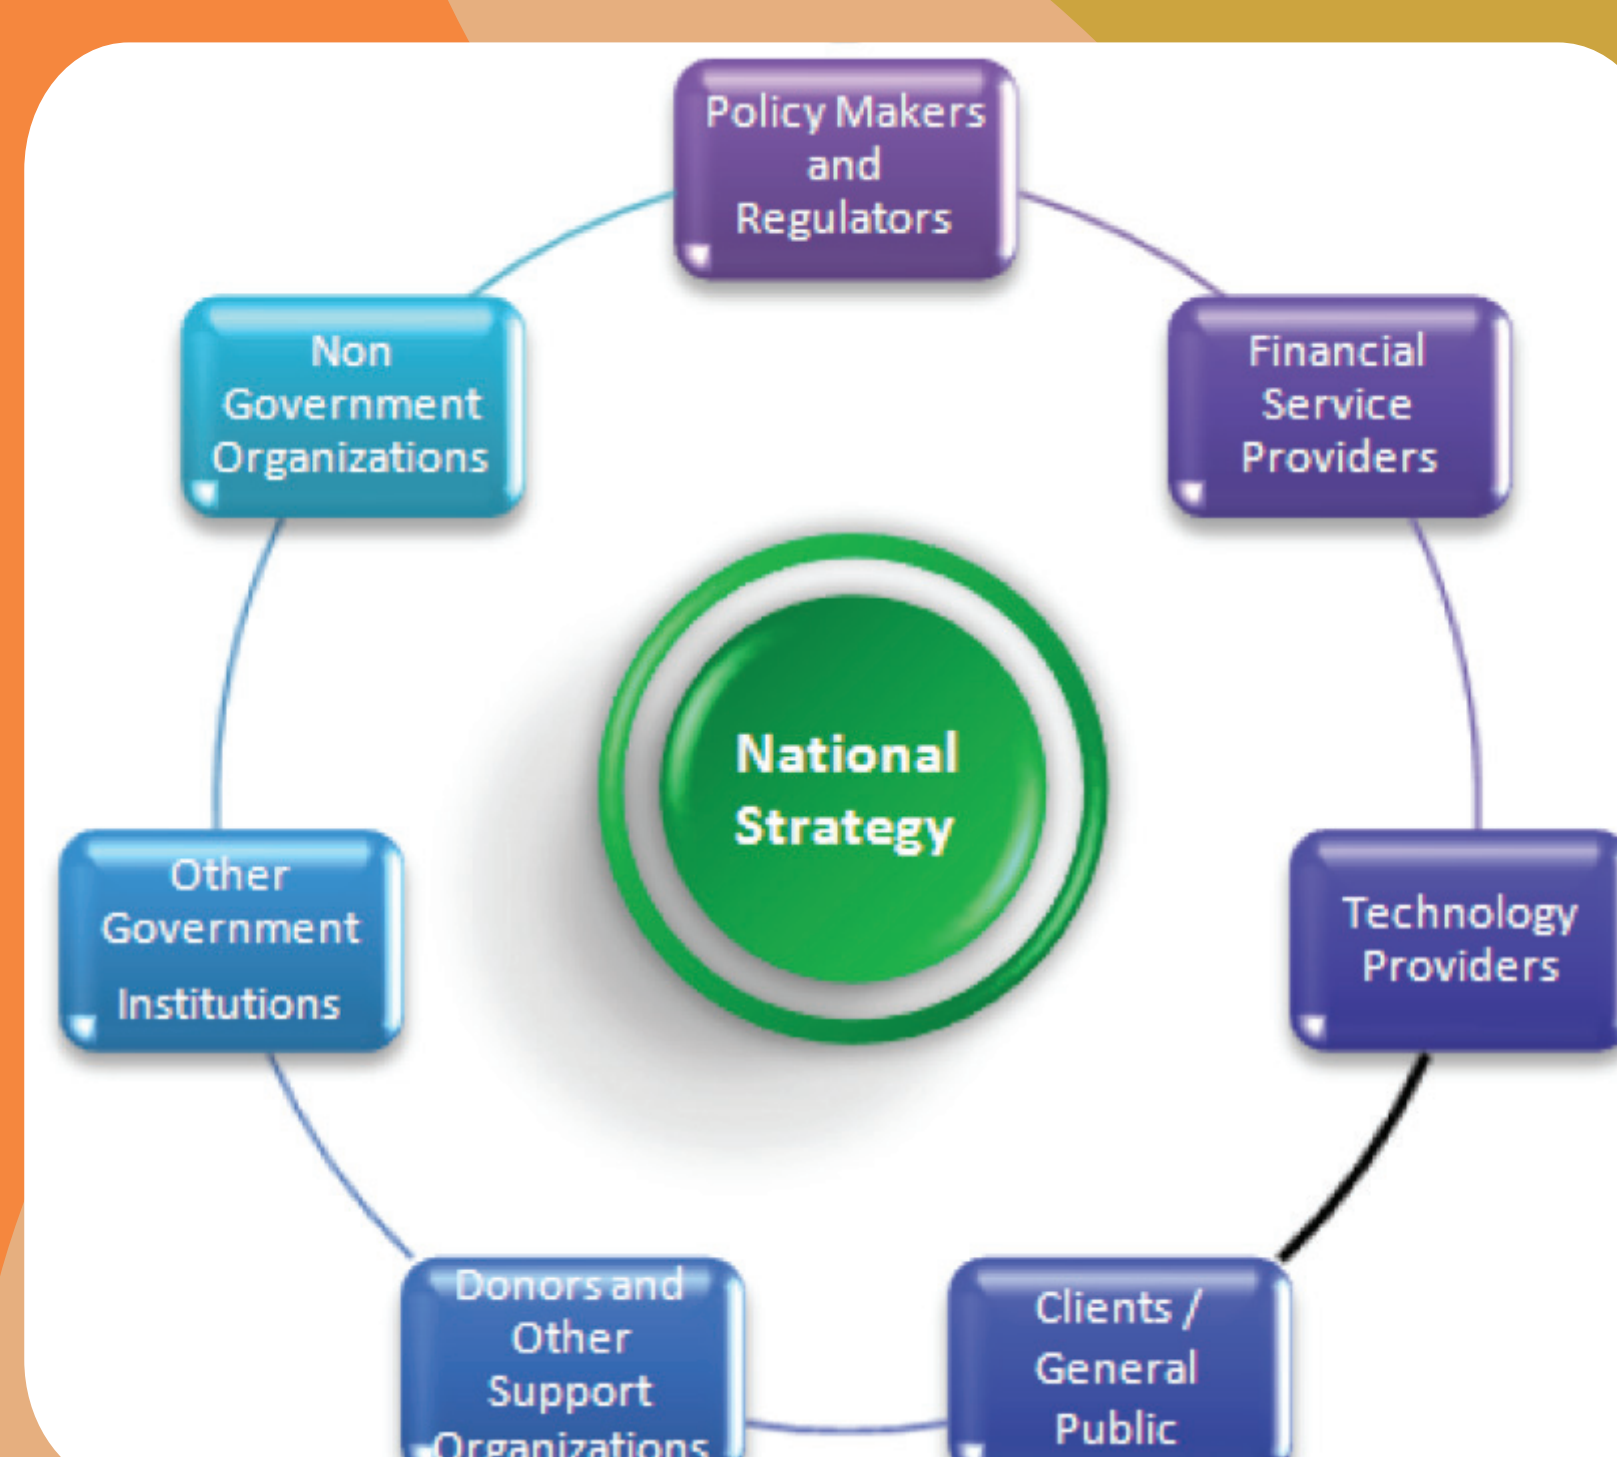 Policy Makers
and
Regulators
Financial
Service
Providers
Technology
Providers
Clients /
General
Public
Donors and
Other
Support
Organizations
Other
Government
Institutions
Non
Government
Organizations
National
Strategy